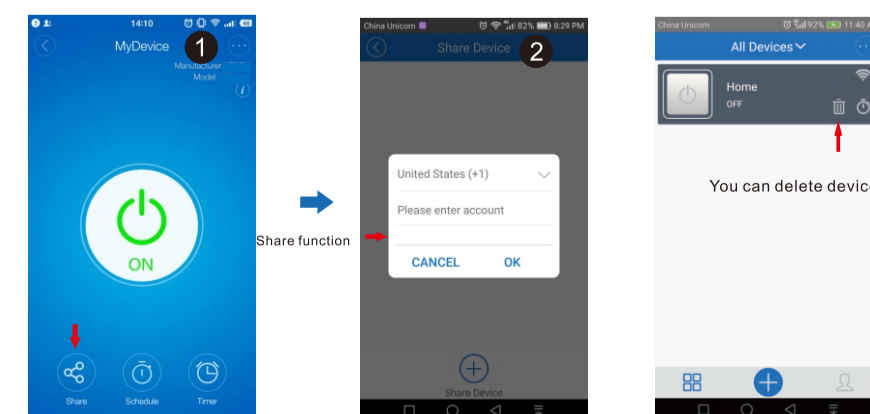 14:10
MyDevice
1
Manufacturer
Model
i
ON
Share
Schedule
Timer
Share function
China Unicom
82%
8:29 PM
Share Device
2
United States (+1)
Please enter account
CANCEL
OK
Share Device
China Unicom
92%
11:40 A
All Devices
Home
OFF
You can delete device